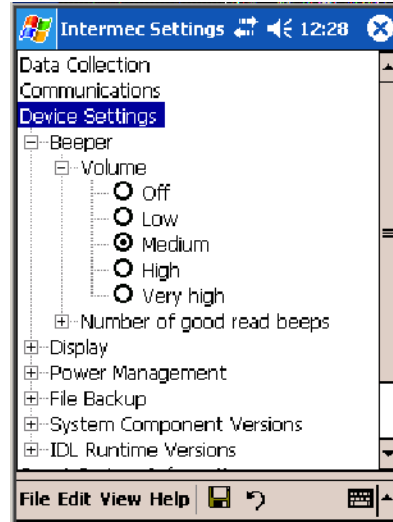 Intermec Settings 12:28
Data Collection
Communications
Device Settings
Beeper
Volume
Off
Low
Medium
High
Very high
Number of good read beeps
Display
Power Management
File Backup
System Component Versions
IDL Runtime Versions
File Edit View Help